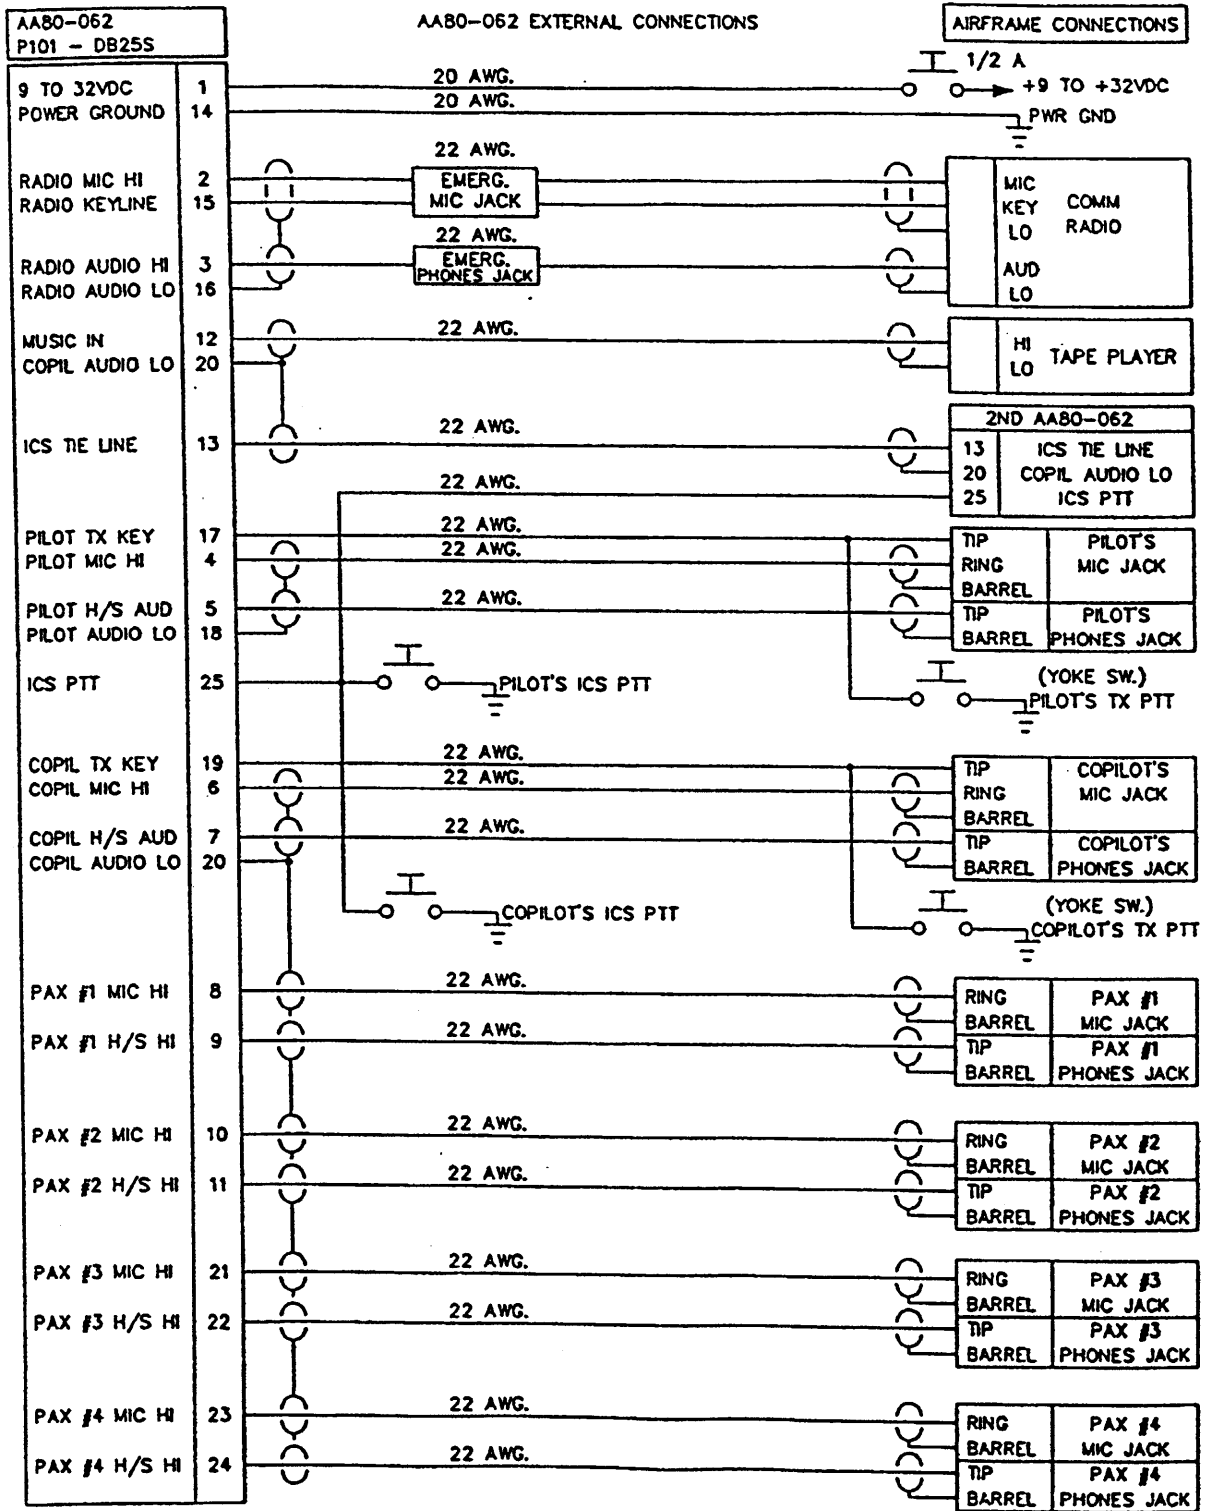 AA80-062
P101 - DB25S
AA80-062 EXTERNAL CONNECTIONS
AIRFRAME CONNECTIONS
9 TO 32VDC 1 20 AWG. 1/2 A +9 TO +32VDC
POWER GROUND 14 20 AWG. PWR GND
22 AWG.
RADIO MIC HI 2 EMERG. MIC
RADIO KEYLINE 15 MIC JACK KEY COMM
LO RADIO
22 AWG.
RADIO AUDIO HI 3 EMERG. AUD
RADIO AUDIO LO 16 PHONES JACK LO
MUSIC IN 12 22 AWG. HI TAPE PLAYER
COPIL AUDIO LO 20 LO
2ND AA80-062
ICS TIE LINE 13 22 AWG. 13 ICS TIE LINE
20 COPIL AUDIO LO
22 AWG. 25 ICS PTT
PILOT TX KEY 17 22 AWG. TIP PILOT'S
PILOT MIC HI 4 22 AWG. RING MIC JACK
BARREL
PILOT H/S AUD 5 22 AWG. TIP PILOT'S
PILOT AUDIO LO 18 BARREL PHONES JACK
ICS PTT 25 PILOT'S ICS PTT (YOKE SW.)
PILOT'S TX PTT
COPIL TX KEY 19 22 AWG. TIP COPILOT'S
COPIL MIC HI 6 22 AWG. RING MIC JACK
BARREL
COPIL H/S AUD 7 22 AWG. TIP COPILOT'S
COPIL AUDIO LO 20 BARREL PHONES JACK
COPILOT'S ICS PTT (YOKE SW.)
COPILOT'S TX PTT
PAX #1 MIC HI 8 22 AWG. RING PAX #1
BARREL MIC JACK
PAX #1 H/S HI 9 22 AWG. TIP PAX #1
BARREL PHONES JACK
PAX #2 MIC HI 10 22 AWG. RING PAX #2
BARREL MIC JACK
PAX #2 H/S HI 11 22 AWG. TIP PAX #2
BARREL PHONES JACK
PAX #3 MIC HI 21 22 AWG. RING PAX #3
BARREL MIC JACK
PAX #3 H/S HI 22 22 AWG. TIP PAX #3
BARREL PHONES JACK
PAX #4 MIC HI 23 22 AWG. RING PAX #4
BARREL MIC JACK
PAX #4 H/S HI 24 22 AWG. TIP PAX #4
BARREL PHONES JACK